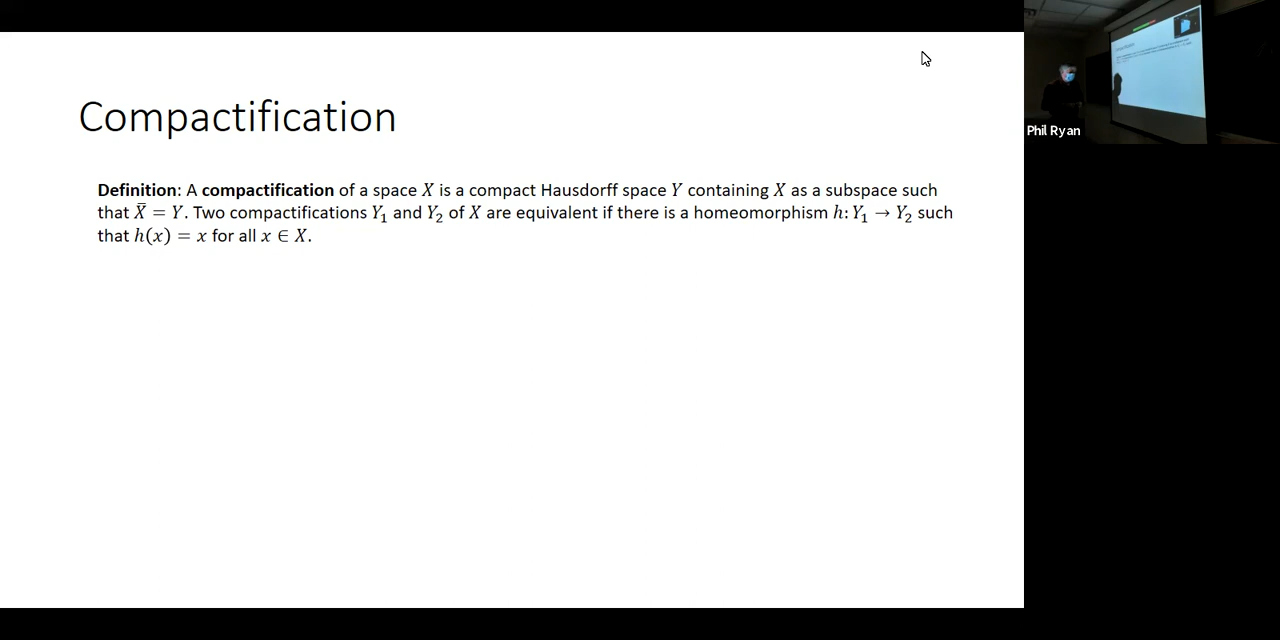 Compactification
Definition: A compactification of a space X is a compact Hausdorff space Y containing X as a subspace such
that X̄ = Y. Two compactifications Y₁ and Y₂ of X are equivalent if there is a homeomorphism h: Y₁ → Y₂ such
that h(x) = x for all x ∈ X.
Phil Ryan